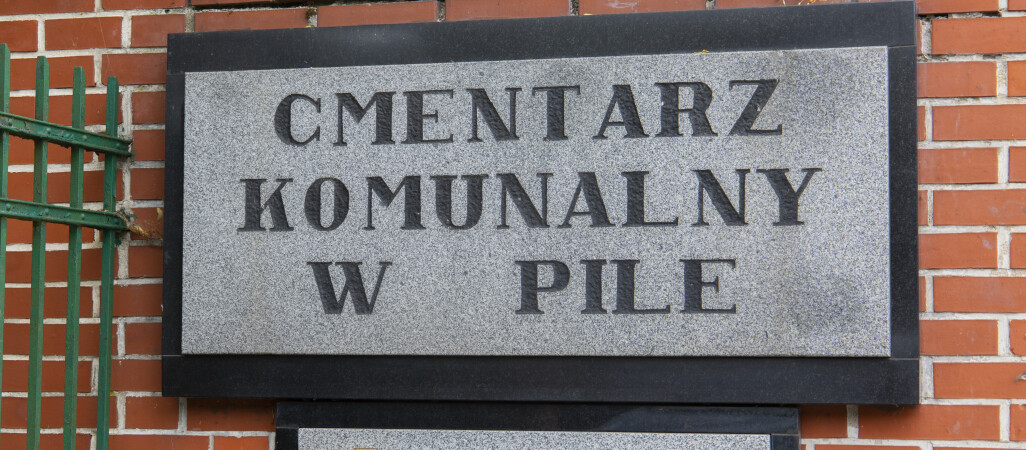 CMENTARZ
KOMUNALNY
W PILE